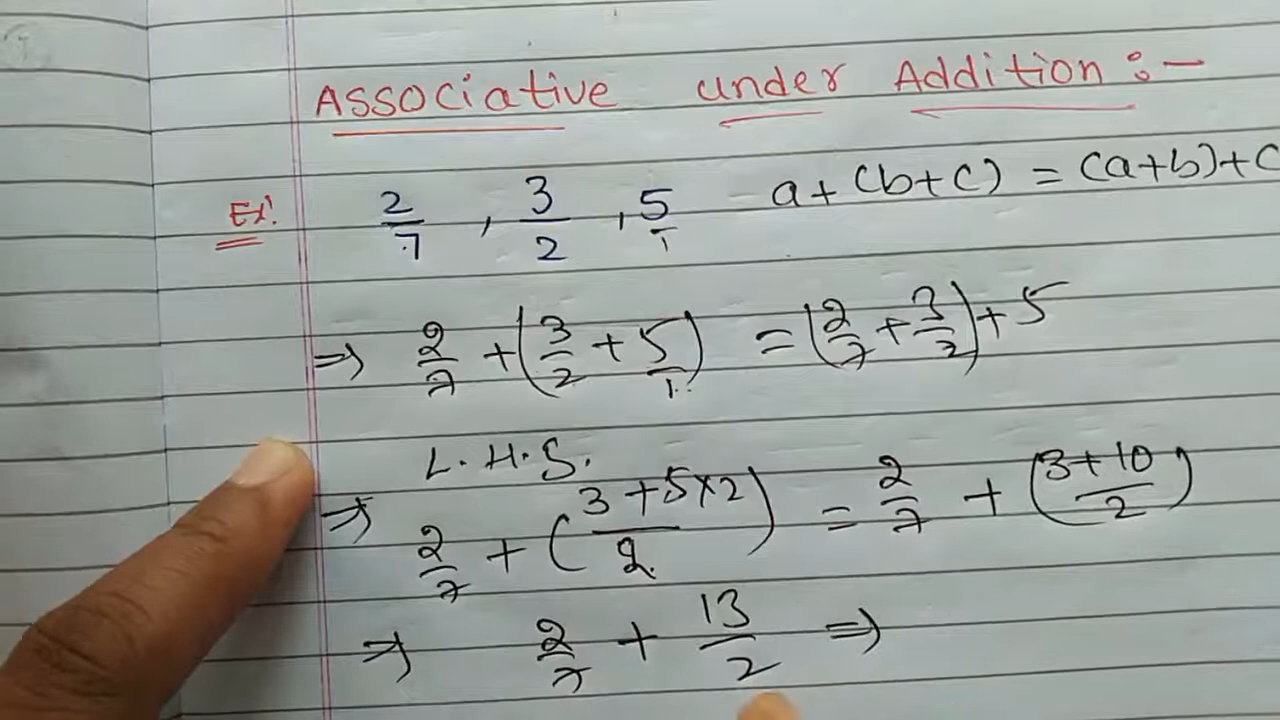 Associative under Addition :-
Ex! 2/7 , 3/2 , 5/1 a+(b+c) = (a+b)+c
⇒ 2/7 + (3/2 + 5/1) = (2/7 + 3/2) + 5
L.H.S.
⇒ 2/7 + (3+5×2/2) = 2/7 + (3+10/2)
⇒ 2/7 + 13/2 ⇒